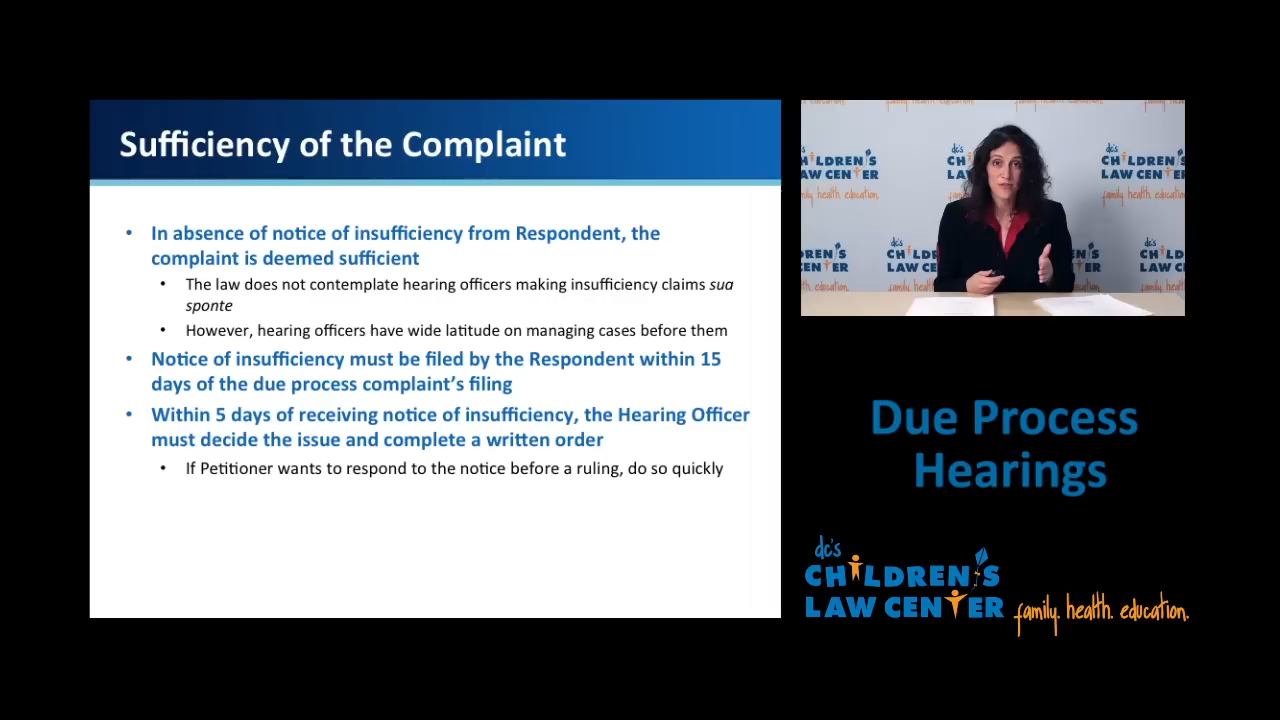 Sufficiency of the Complaint
• In absence of notice of insufficiency from Respondent, the
complaint is deemed sufficient
• The law does not contemplate hearing officers making insufficiency claims sua
sponte
• However, hearing officers have wide latitude on managing cases before them
• Notice of insufficiency must be filed by the Respondent within 15
days of the due process complaint's filing
• Within 5 days of receiving notice of insufficiency, the Hearing Officer
must decide the issue and complete a written order
• If Petitioner wants to respond to the notice before a ruling, do so quickly
Due Process
Hearings
dc's
CHILDREN'S
LAW CENTER
family. health. education.